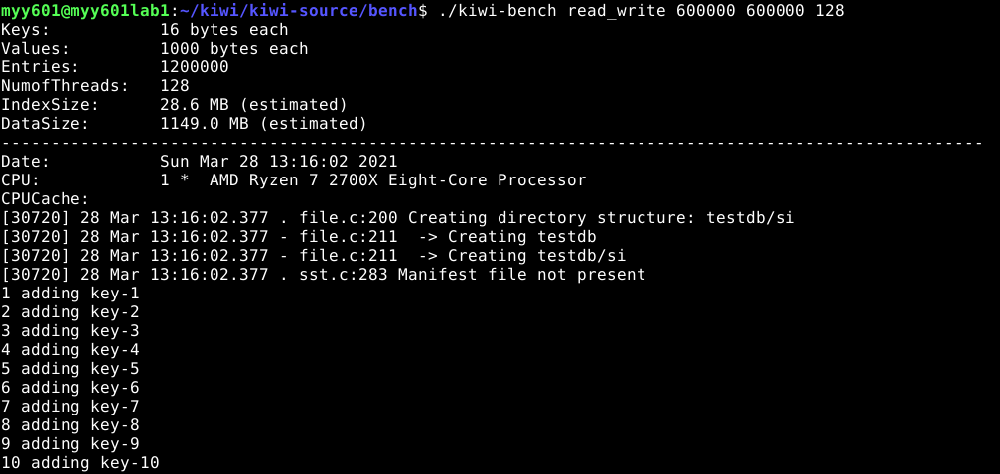 myy601@myy601lab1:~/kiwi/kiwi-source/bench$ ./kiwi-bench read_write 600000 600000 128
Keys:           16 bytes each
Values:         1000 bytes each
Entries:        1200000
NumofThreads:   128
IndexSize:      28.6 MB (estimated)
DataSize:       1149.0 MB (estimated)
---------------------------------------------------------------------------------------------------
Date:           Sun Mar 28 13:16:02 2021
CPU:            1 *  AMD Ryzen 7 2700X Eight-Core Processor
CPUCache:
[30720] 28 Mar 13:16:02.377 . file.c:200 Creating directory structure: testdb/si
[30720] 28 Mar 13:16:02.377 - file.c:211  -> Creating testdb
[30720] 28 Mar 13:16:02.377 - file.c:211  -> Creating testdb/si
[30720] 28 Mar 13:16:02.377 . sst.c:283 Manifest file not present
1 adding key-1
2 adding key-2
3 adding key-3
4 adding key-4
5 adding key-5
6 adding key-6
7 adding key-7
8 adding key-8
9 adding key-9
10 adding key-10